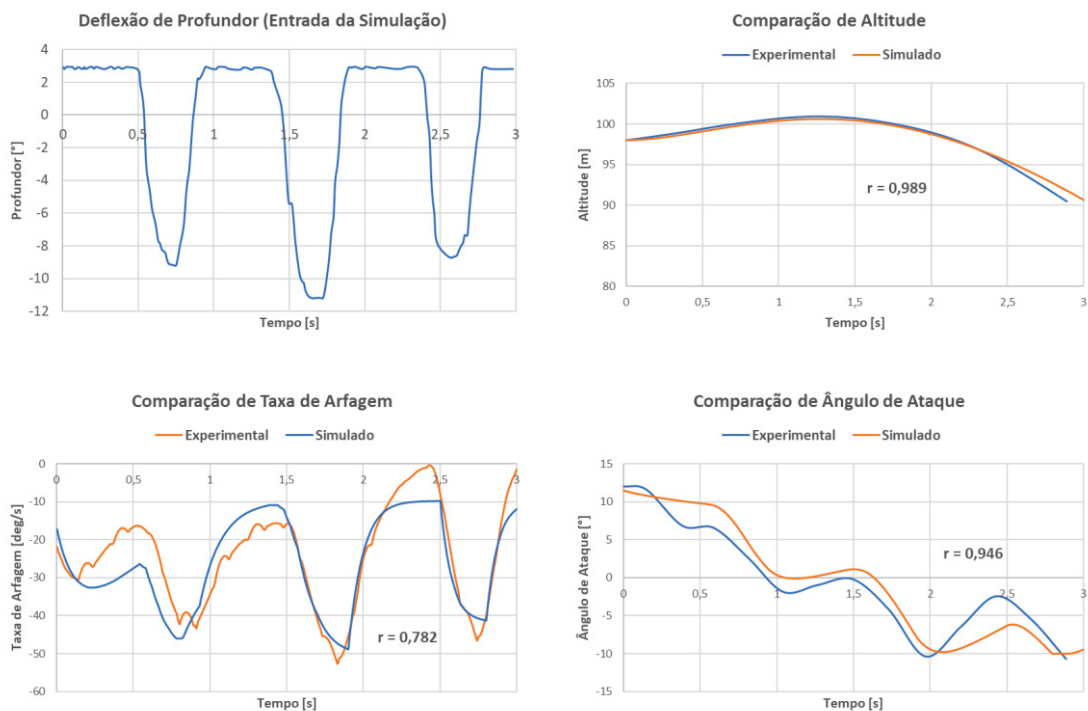 Deflexão de Profundor (Entrada da Simulação)
Profundor [°]
4
2
0
-2
-4
-6
-8
-10
-12
0 0,5 1 1,5 2 2,5 3
Tempo [s]
Comparação de Altitude
Experimental Simulado
Altitude [m]
105
100
95
90
85
80
r = 0,989
0 0,5 1 1,5 2 2,5 3
Tempo [s]
Comparação de Taxa de Arfagem
Experimental Simulado
Taxa de Arfagem [deg/s]
0
-10
-20
-30
-40
-50
-60
0 0,5 1 1,5 2 2,5 3
r = 0,782
Tempo [s]
Comparação de Ângulo de Ataque
Experimental Simulado
Ângulo de Ataque [°]
15
10
5
0
-5
-10
-15
r = 0,946
0 0,5 1 1,5 2 2,5 3
Tempo [s]